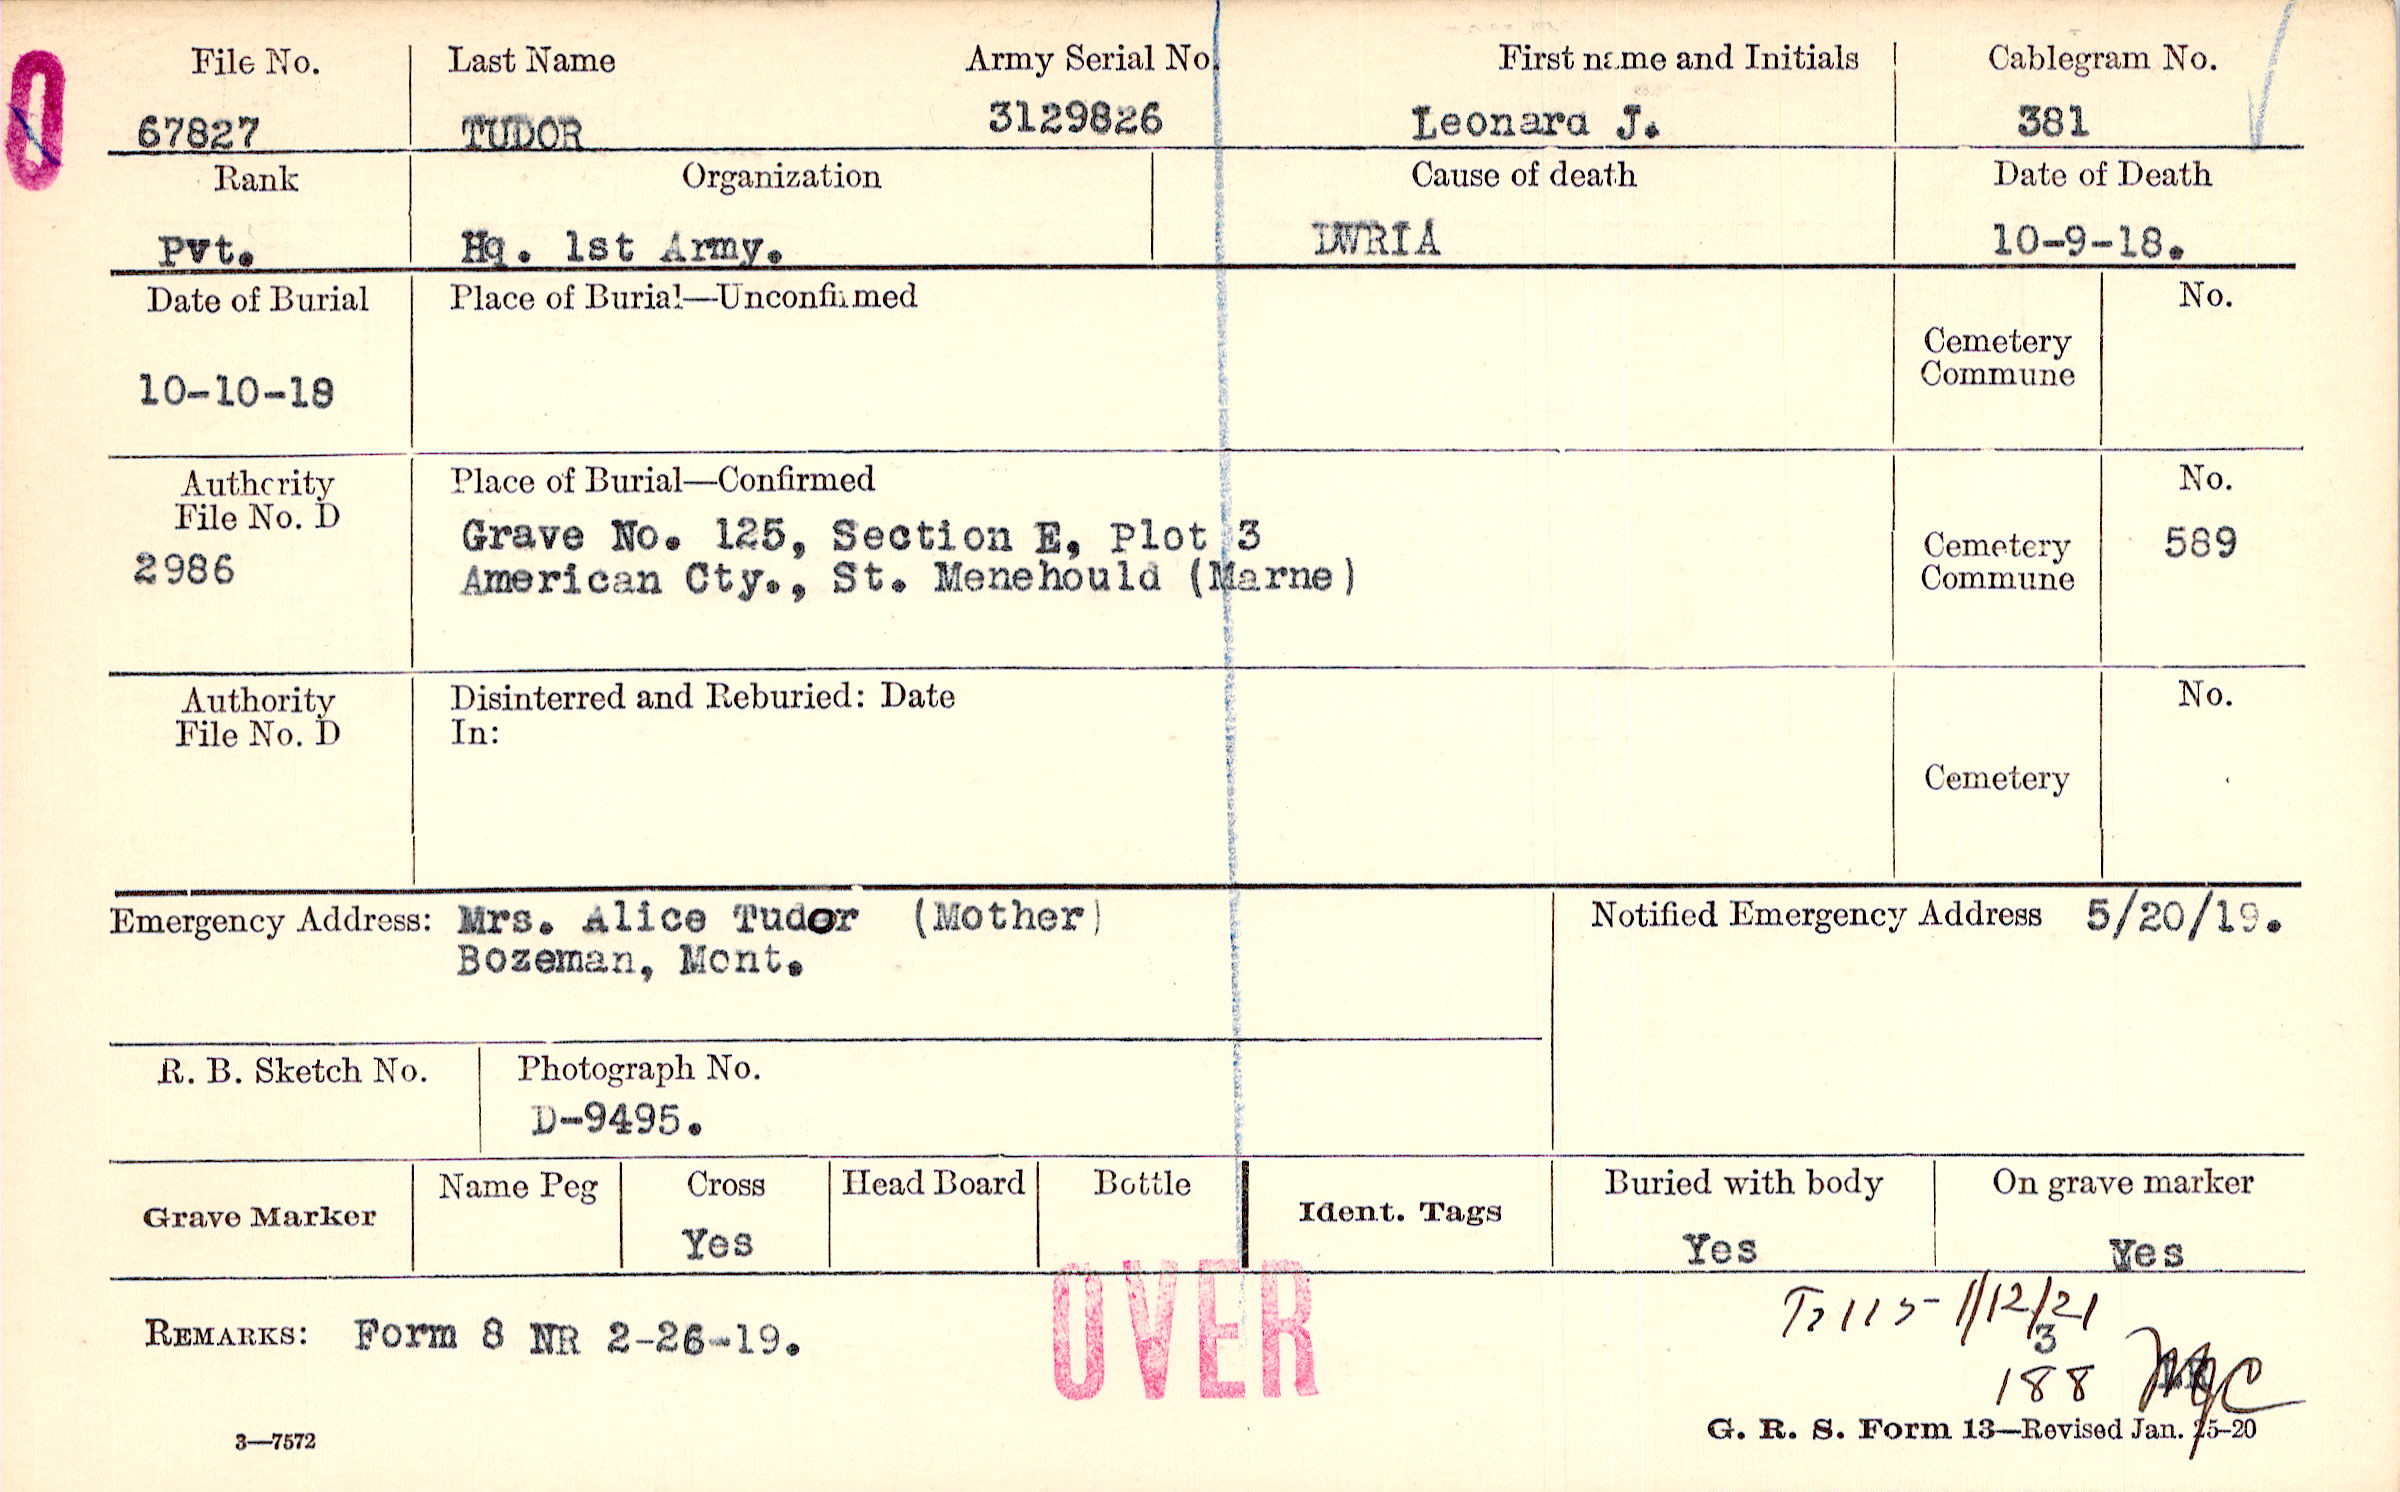 File No. Last Name Army Serial No. First name and Initials Cablegram No.
67827 TUDOR 3129826 Leonard J. 381
Rank Organization Cause of death Date of Death
Pvt. Hq. 1st Army. DWRIA 10-9-18.
Date of Burial Place of Burial—Unconfirmed No.
Cemetery
Commune
10-10-18
Authority Place of Burial—Confirmed No.
File No. D
2986 Grave No. 125, Section E, Plot 3 Cemetery 589
American Cty., St. Menehould (Marne) Commune
Authority Disinterred and Reburied: Date No.
File No. D In:
Cemetery
Emergency Address: Mrs. Alice Tudor (Mother) Notified Emergency Address 5/20/19.
Bozeman, Mont.
R. B. Sketch No. Photograph No.
D-9495.
Grave Marker Name Peg Cross Head Board Bottle Ident. Tags Buried with body On grave marker
Yes Yes Yes
OVER
REMARKS: Form 8 NR 2-26-19.
1/12/21
3
188
3—7572 G. R. S. Form 13—Revised Jan. 25-20